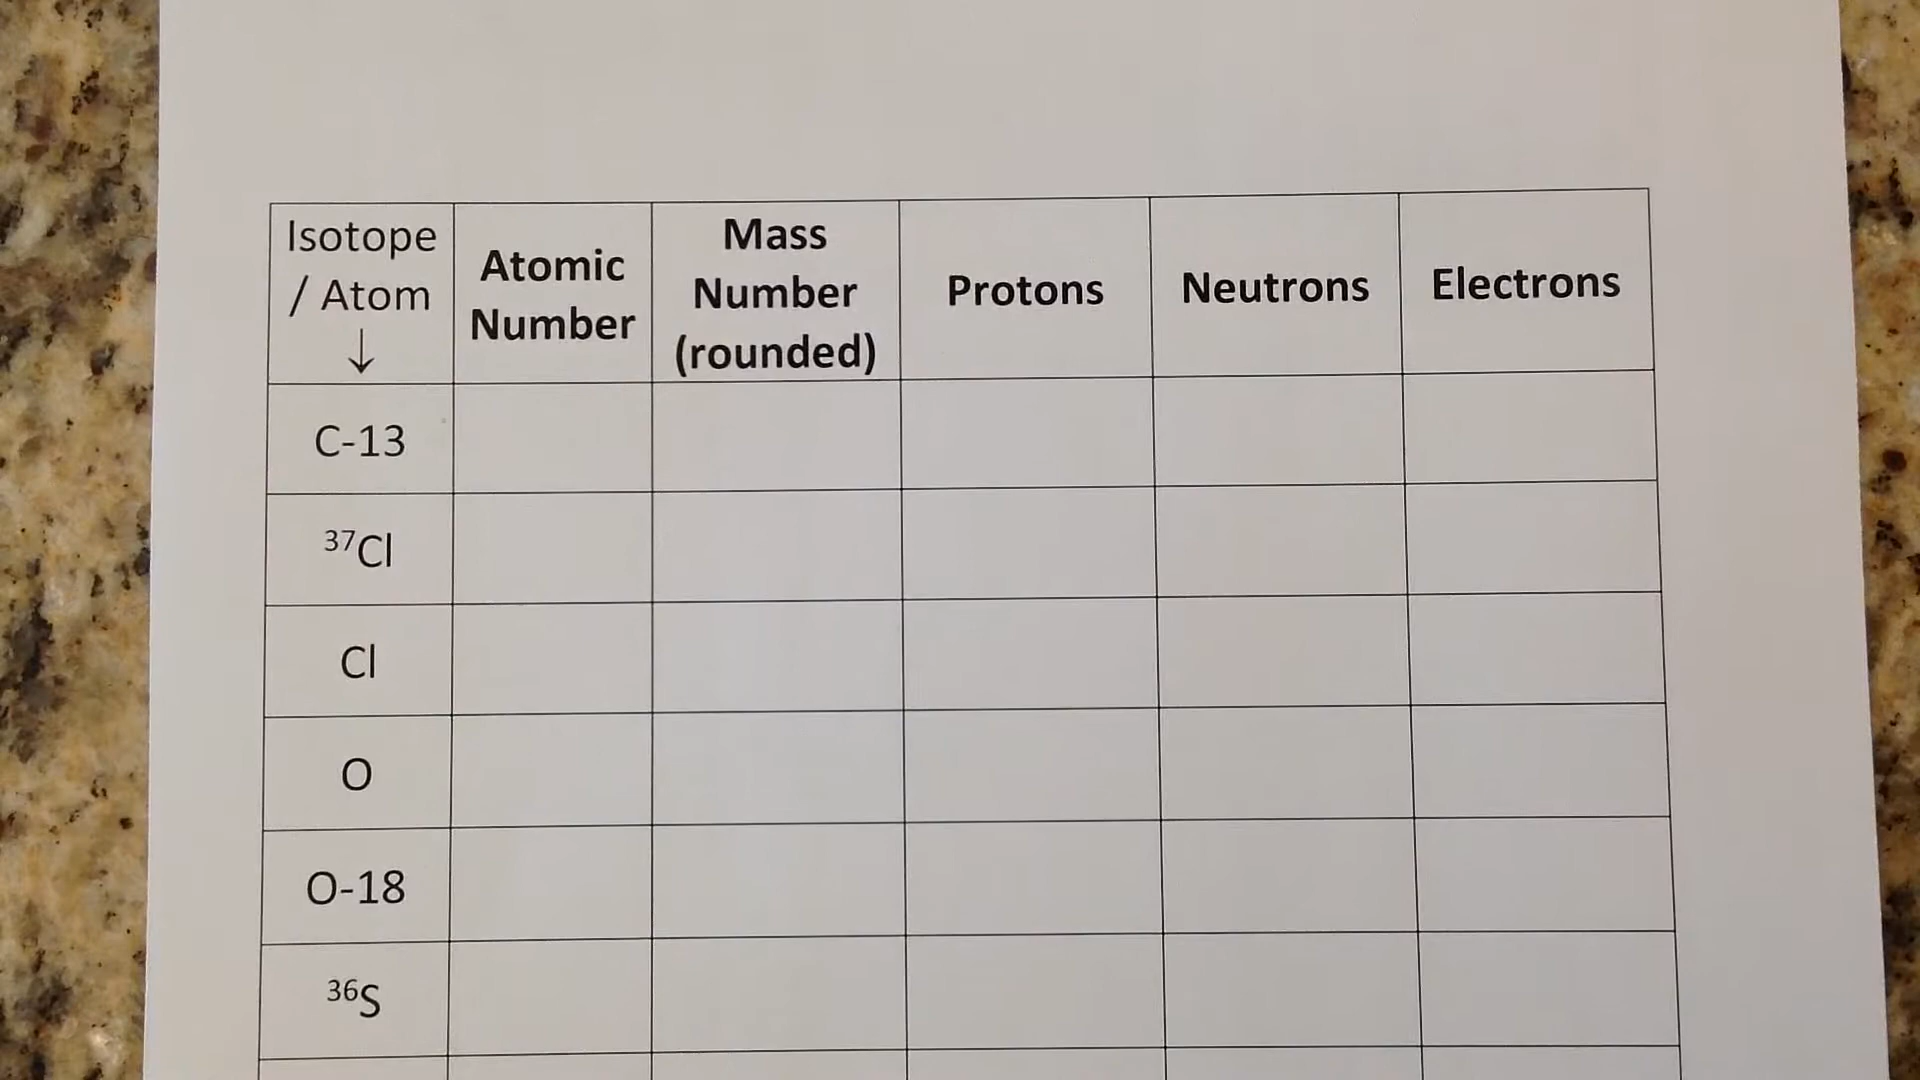 Isotope
/ Atom
↓
Atomic
Number
Mass
Number
(rounded)
Protons
Neutrons
Electrons
C-13
³⁷Cl
Cl
O
O-18
³⁶S